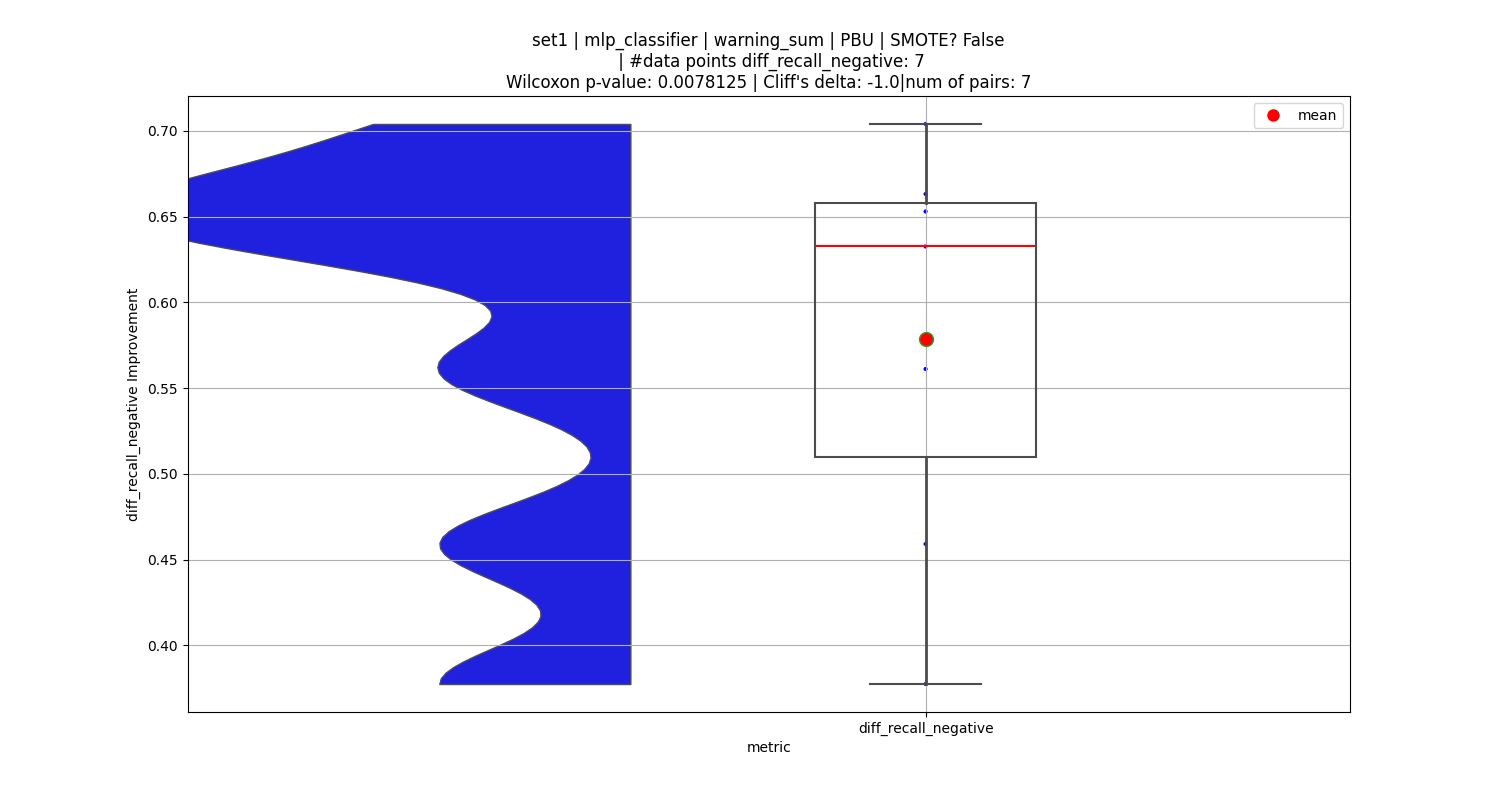 set1 | mlp_classifier | warning_sum | PBU | SMOTE? False
| #data points diff_recall_negative: 7
Wilcoxon p-value: 0.0078125 | Cliff's delta: -1.0|num of pairs: 7
mean
0.70
0.65
0.60
0.55
0.50
0.45
0.40
diff_recall_negative Improvement
diff_recall_negative
metric